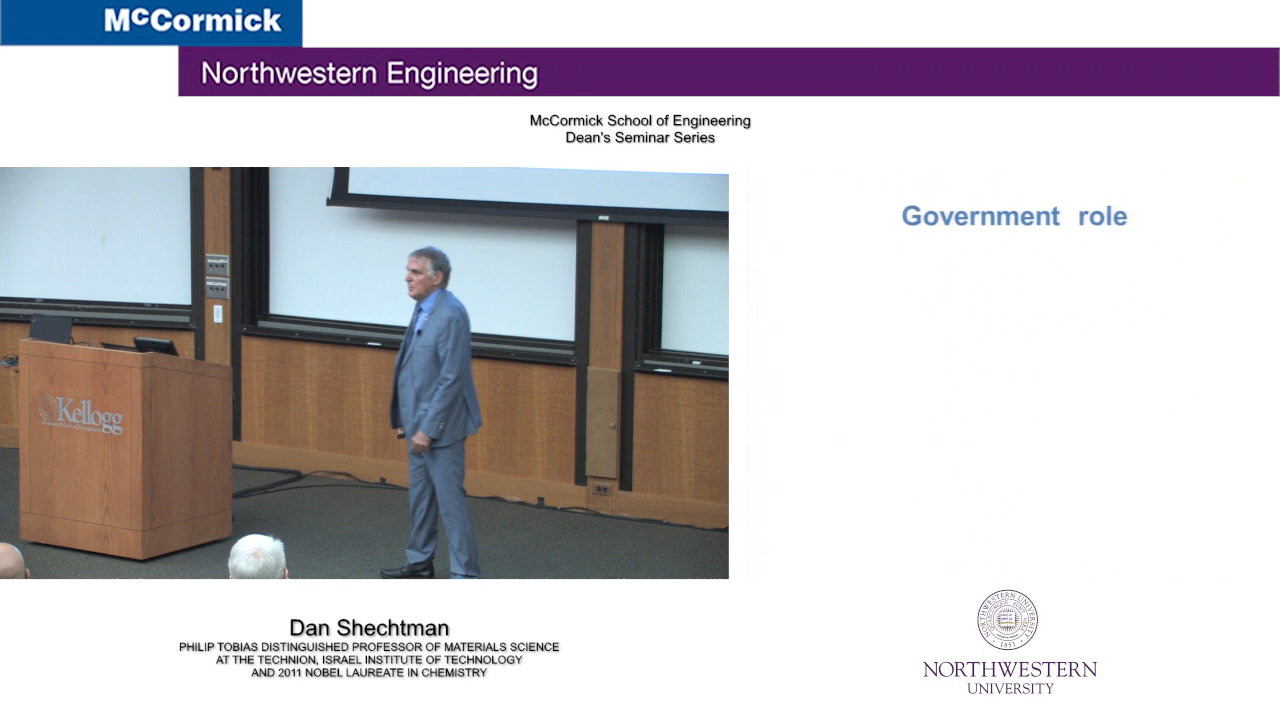 McCormick
Northwestern Engineering
McCormick School of Engineering
Dean's Seminar Series
Government role
Kellogg
Dan Shechtman
PHILIP TOBIAS DISTINGUISHED PROFESSOR OF MATERIALS SCIENCE
AT THE TECHNION, ISRAEL INSTITUTE OF TECHNOLOGY
AND 2011 NOBEL LAUREATE IN CHEMISTRY
NORTHWESTERN
UNIVERSITY